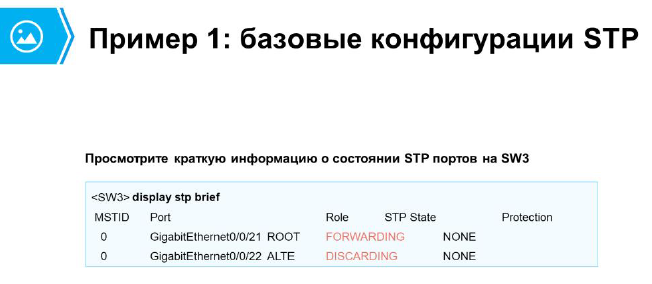 Пример 1: базовые конфигурации STP
Просмотрите краткую информацию о состоянии STP портов на SW3
<SW3> display stp brief
MSTID Port Role STP State Protection
0 GigabitEthernet0/0/21 ROOT FORWARDING NONE
0 GigabitEthernet0/0/22 ALTE DISCARDING NONE